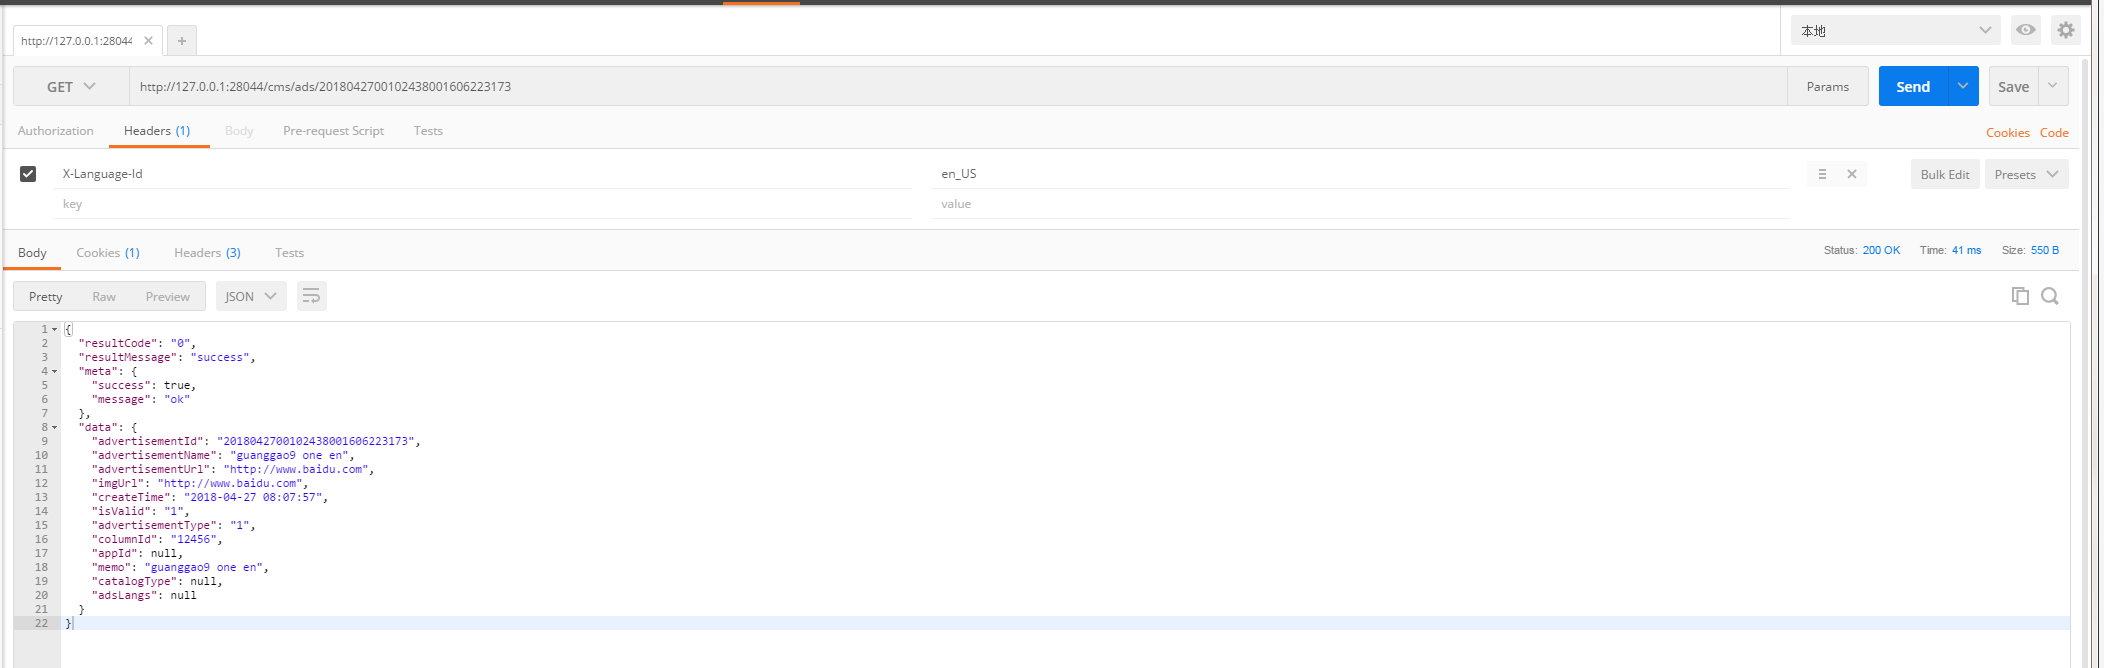 http://127.0.0.1:28044
本地
GET http://127.0.0.1:28044/cms/ads/2018042700102438001606223173 Params Send Save
Authorization Headers (1) Body Pre-request Script Tests Cookies Code
X-Language-Id en_US Bulk Edit Presets
key value
Body Cookies (1) Headers (3) Tests Status: 200 OK Time: 41 ms Size: 550 B
Pretty Raw Preview JSON
1 {
2 "resultCode": "0",
3 "resultMessage": "success",
4 "meta": {
5 "success": true,
6 "message": "ok"
7 },
8 "data": {
9 "advertisementId": "2018042700102438001606223173",
10 "advertisementName": "guanggao9 one en",
11 "advertisementUrl": "http://www.baidu.com",
12 "imgUrl": "http://www.baidu.com",
13 "createTime": "2018-04-27 08:07:57",
14 "isValid": "1",
15 "advertisementType": "1",
16 "columnId": "12456",
17 "appId": null,
18 "memo": "guanggao9 one en",
19 "catalogType": null,
20 "adsLangs": null
21 }
22 }